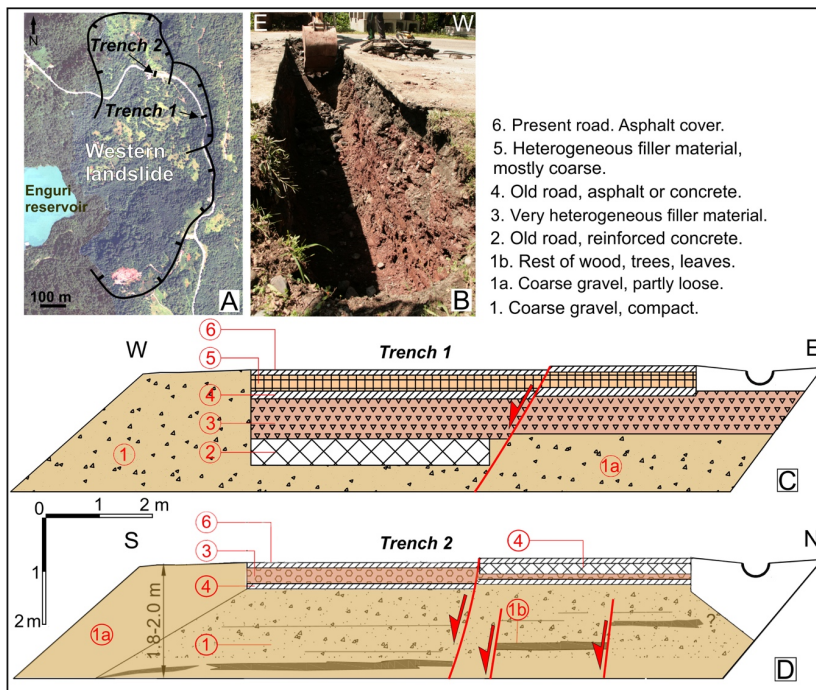 N
Trench 2
Trench 1
Western
landslide
Enguri
reservoir
100 m
A
E
W
B
6. Present road. Asphalt cover.
5. Heterogeneous filler material,
mostly coarse.
4. Old road, asphalt or concrete.
3. Very heterogeneous filler material.
2. Old road, reinforced concrete.
1b. Rest of wood, trees, leaves.
1a. Coarse gravel, partly loose.
1. Coarse gravel, compact.
W
Trench 1
E
6
5
4
3
2
1
1a
C
0 1 2 m
1
2 m
S
Trench 2
N
6
3
4
4
1b
1a
1
1.8-2.0 m
?
D